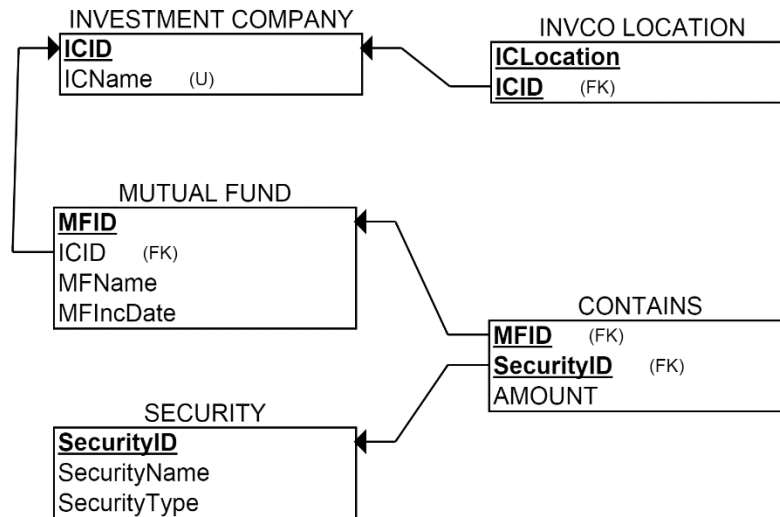 INVESTMENT COMPANY
ICID
ICName (U)
INVCO LOCATION
ICLocation
ICID (FK)
MUTUAL FUND
MFID
ICID (FK)
MFName
MFIncDate
CONTAINS
MFID (FK)
SecurityID (FK)
AMOUNT
SECURITY
SecurityID
SecurityName
SecurityType